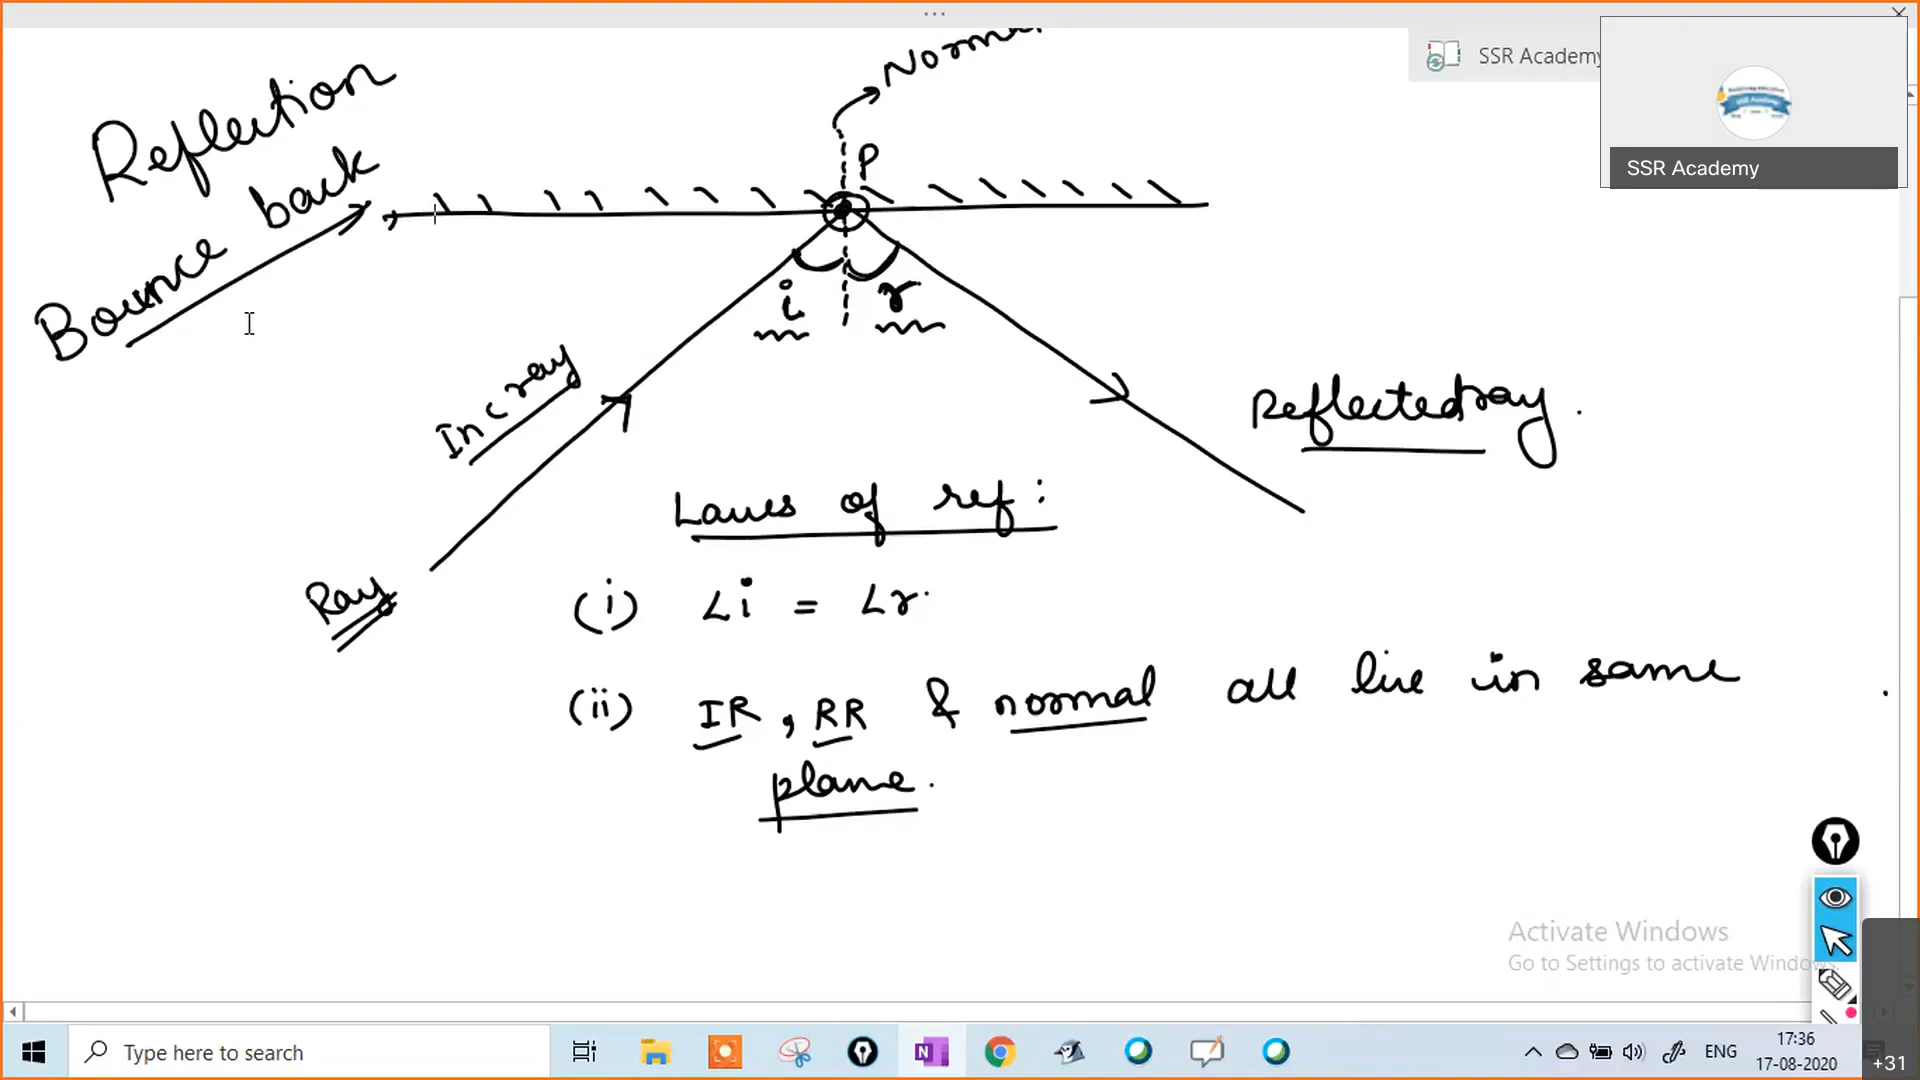 SSR Academy
SSR Academy
Reflection
Bounce back
P
i
r
Inc ray
Reflected ray.
Ray
Laws of ref:
(i) ∠i = ∠r.
(ii) IR, RR & normal all lie in same
plane.
Activate Windows
Go to Settings to activate Windows.
Type here to search
ENG
17:36
17-08-2020
+31